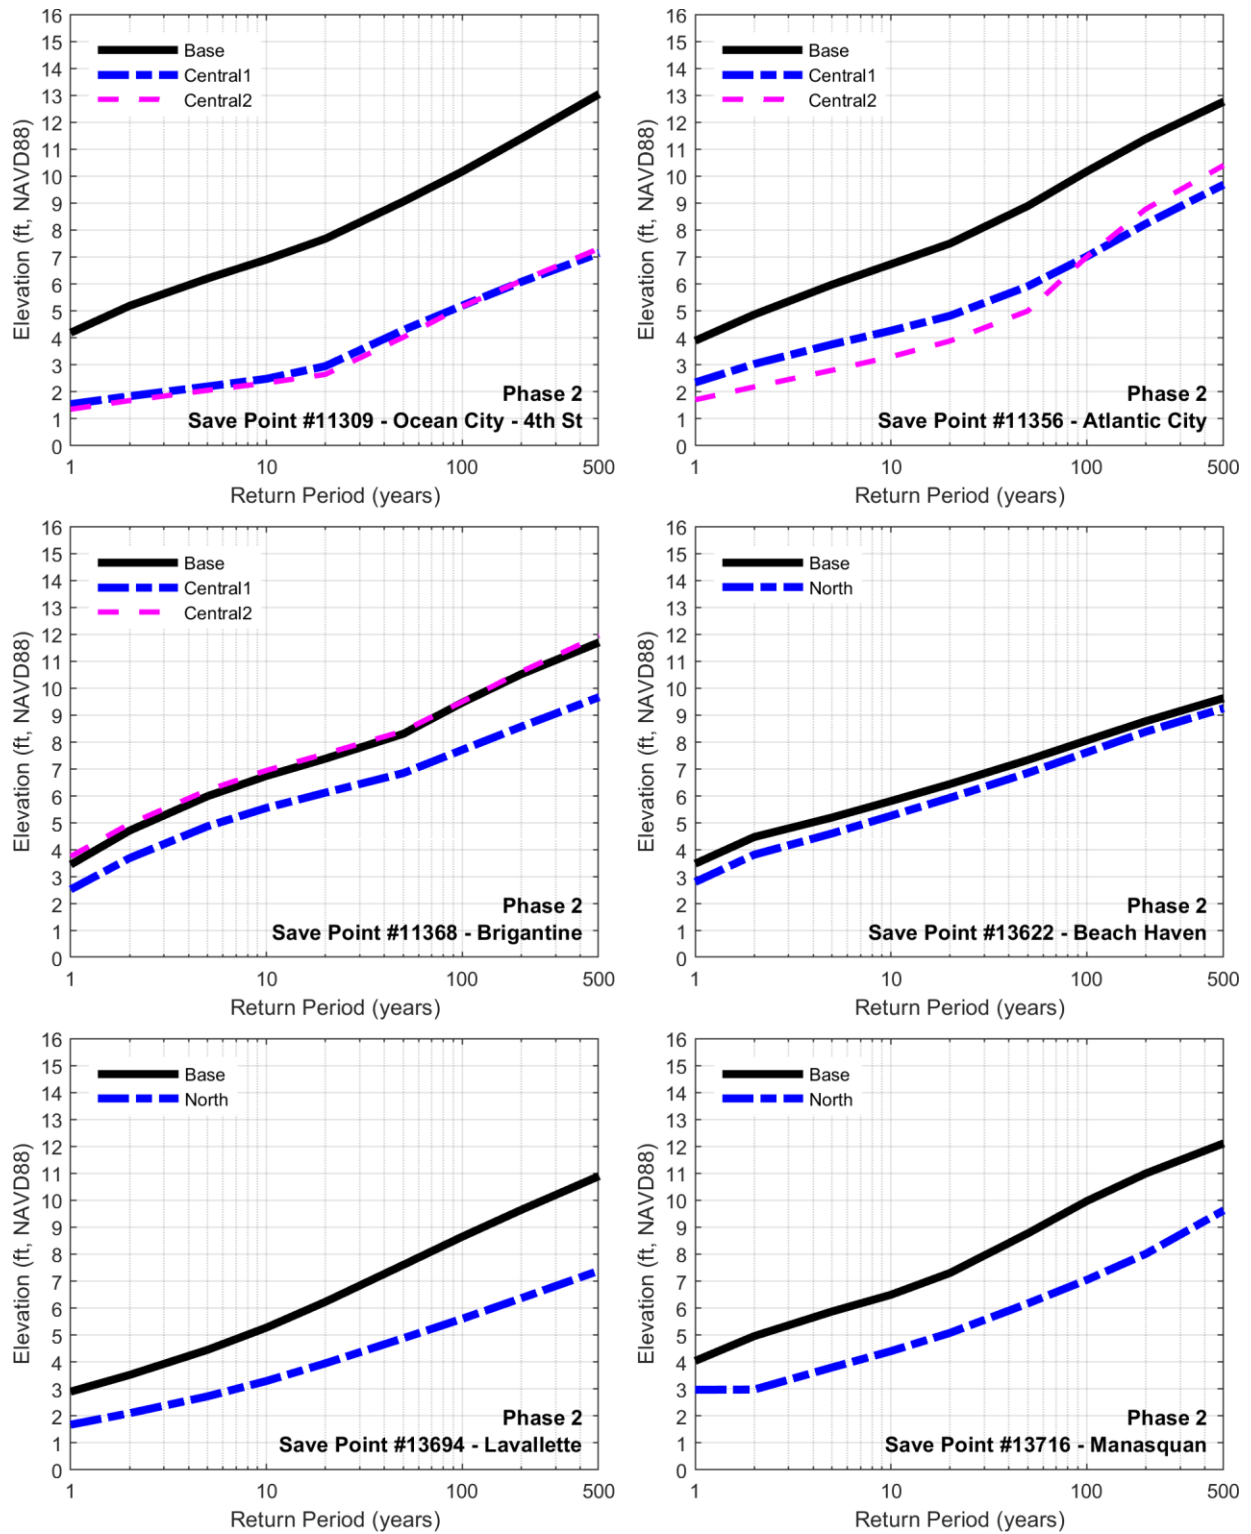 16
15
14
13
12
11
10
9
8
7
6
5
4
3
2
1
0
Elevation (ft, NAVD88)
Base
Central1
Central2
Phase 2
Save Point #11309 - Ocean City - 4th St
1 10 100 500
Return Period (years)
16
15
14
13
12
11
10
9
8
7
6
5
4
3
2
1
0
Elevation (ft, NAVD88)
Base
Central1
Central2
Phase 2
Save Point #11356 - Atlantic City
1 10 100 500
Return Period (years)
16
15
14
13
12
11
10
9
8
7
6
5
4
3
2
1
0
Elevation (ft, NAVD88)
Base
Central1
Central2
Phase 2
Save Point #11368 - Brigantine
1 10 100 500
Return Period (years)
16
15
14
13
12
11
10
9
8
7
6
5
4
3
2
1
0
Elevation (ft, NAVD88)
Base
North
Phase 2
Save Point #13622 - Beach Haven
1 10 100 500
Return Period (years)
16
15
14
13
12
11
10
9
8
7
6
5
4
3
2
1
0
Elevation (ft, NAVD88)
Base
North
Phase 2
Save Point #13694 - Lavallette
1 10 100 500
Return Period (years)
16
15
14
13
12
11
10
9
8
7
6
5
4
3
2
1
0
Elevation (ft, NAVD88)
Base
North
Phase 2
Save Point #13716 - Manasquan
1 10 100 500
Return Period (years)